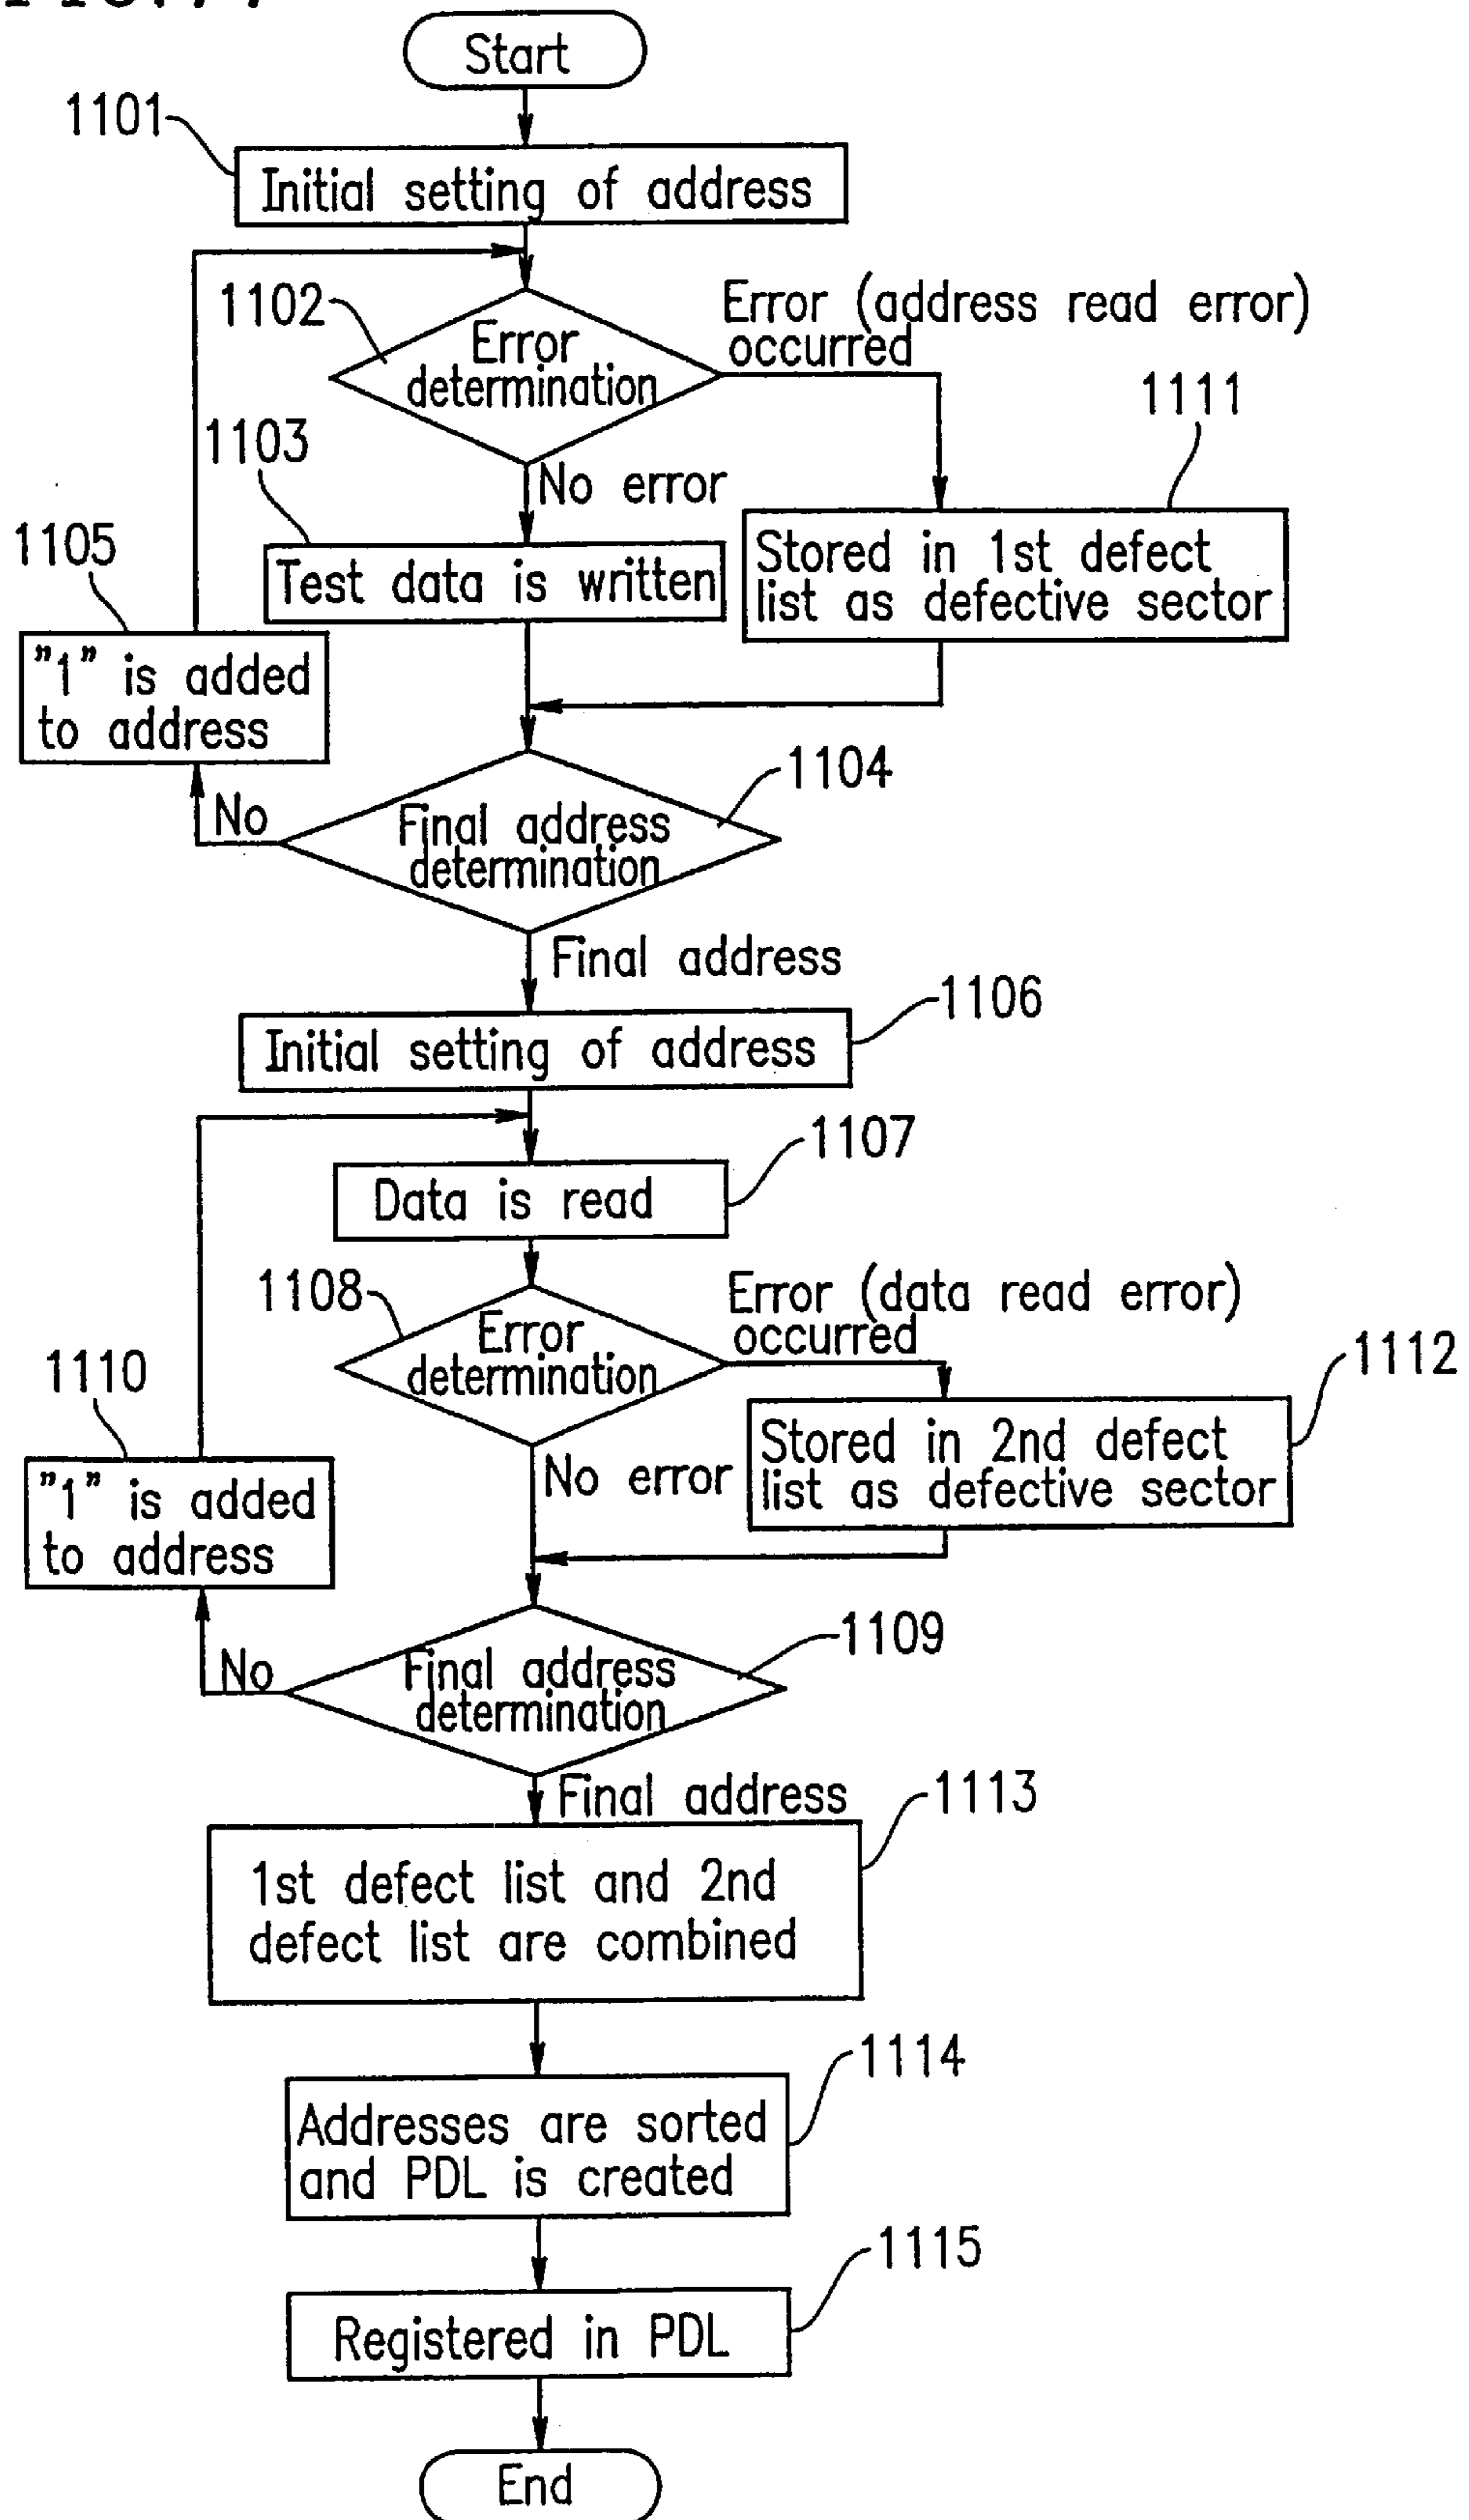 Start
1101
Initial setting of address
1102
Error (address read error)
occurred
Error
determination
1111
1103
No error
1105
Stored in 1st defect
list as defective sector
Test data is written
"1" is added
to address
1104
No
Final address
determination
Final address
1106
Initial setting of address
1107
Data is read
1108
Error (data read error)
occurred
Error
determination
1112
1110
Stored in 2nd defect
list as defective sector
No error
"1" is added
to address
1109
No
Final address
determination
Final address
1113
1st defect list and 2nd
defect list are combined
1114
Addresses are sorted
and PDL is created
1115
Registered in PDL
End